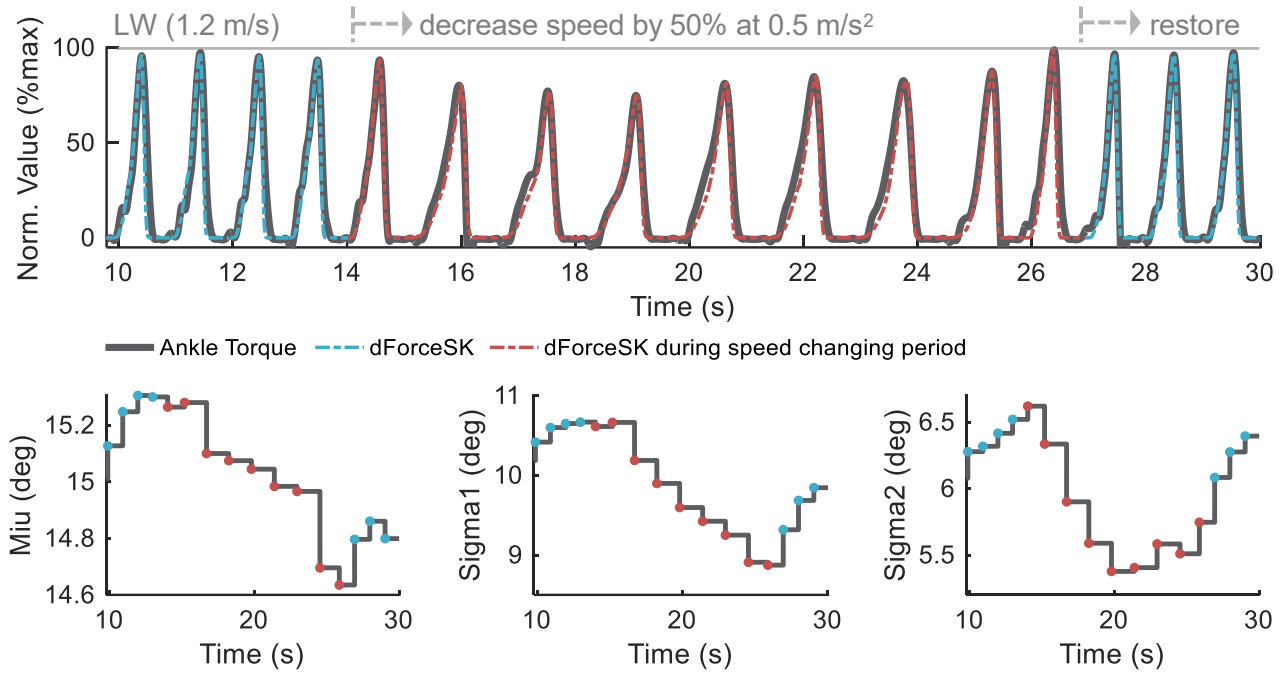 LW (1.2 m/s) decrease speed by 50% at 0.5 m/s² restore
Norm. Value (%max)
100
50
0
10 12 14 16 18 20 22 24 26 28 30
Time (s)
Ankle Torque dForceSK dForceSK during speed changing period
Miu (deg)
15.2
15
14.8
14.6
10 20 30
Time (s)
Sigma1 (deg)
11
10
9
10 20 30
Time (s)
Sigma2 (deg)
6.5
6
5.5
10 20 30
Time (s)